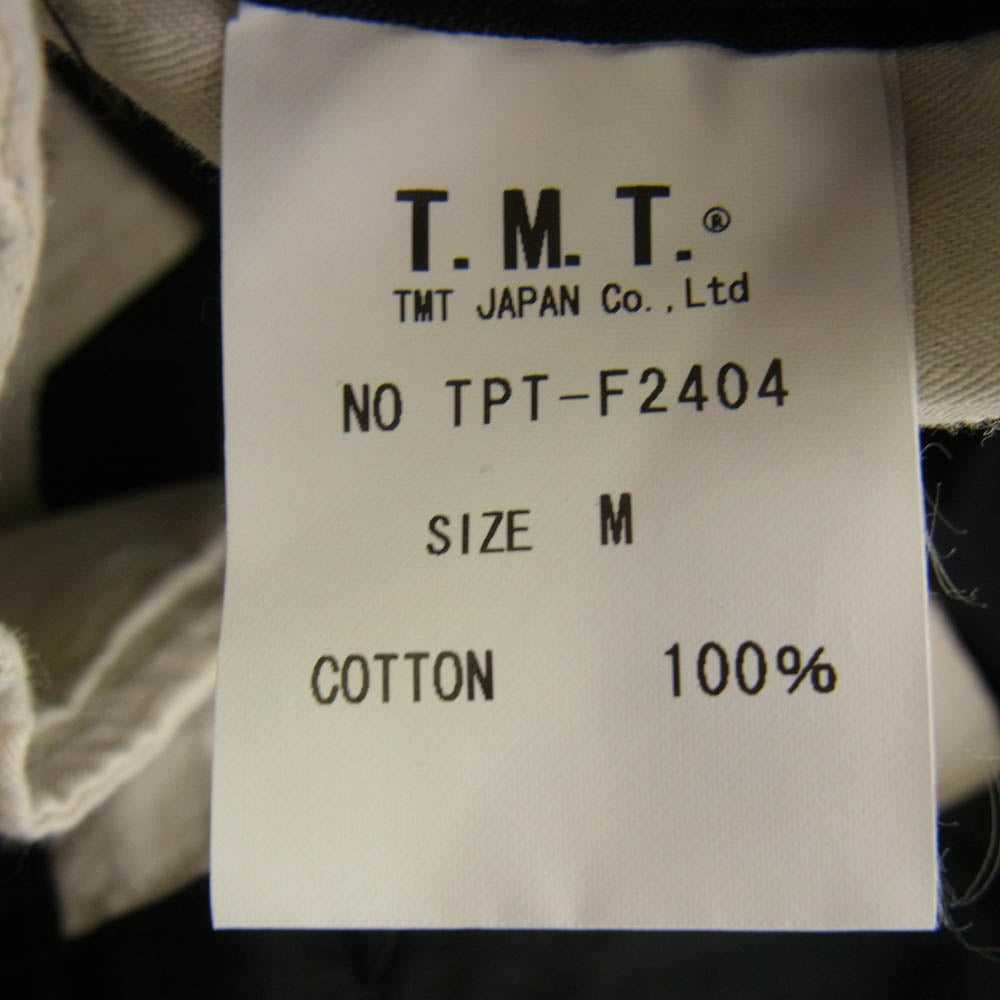 T.M.T.®
TMT JAPAN Co.,Ltd
NO TPT-F2404
SIZE M
COTTON 100%